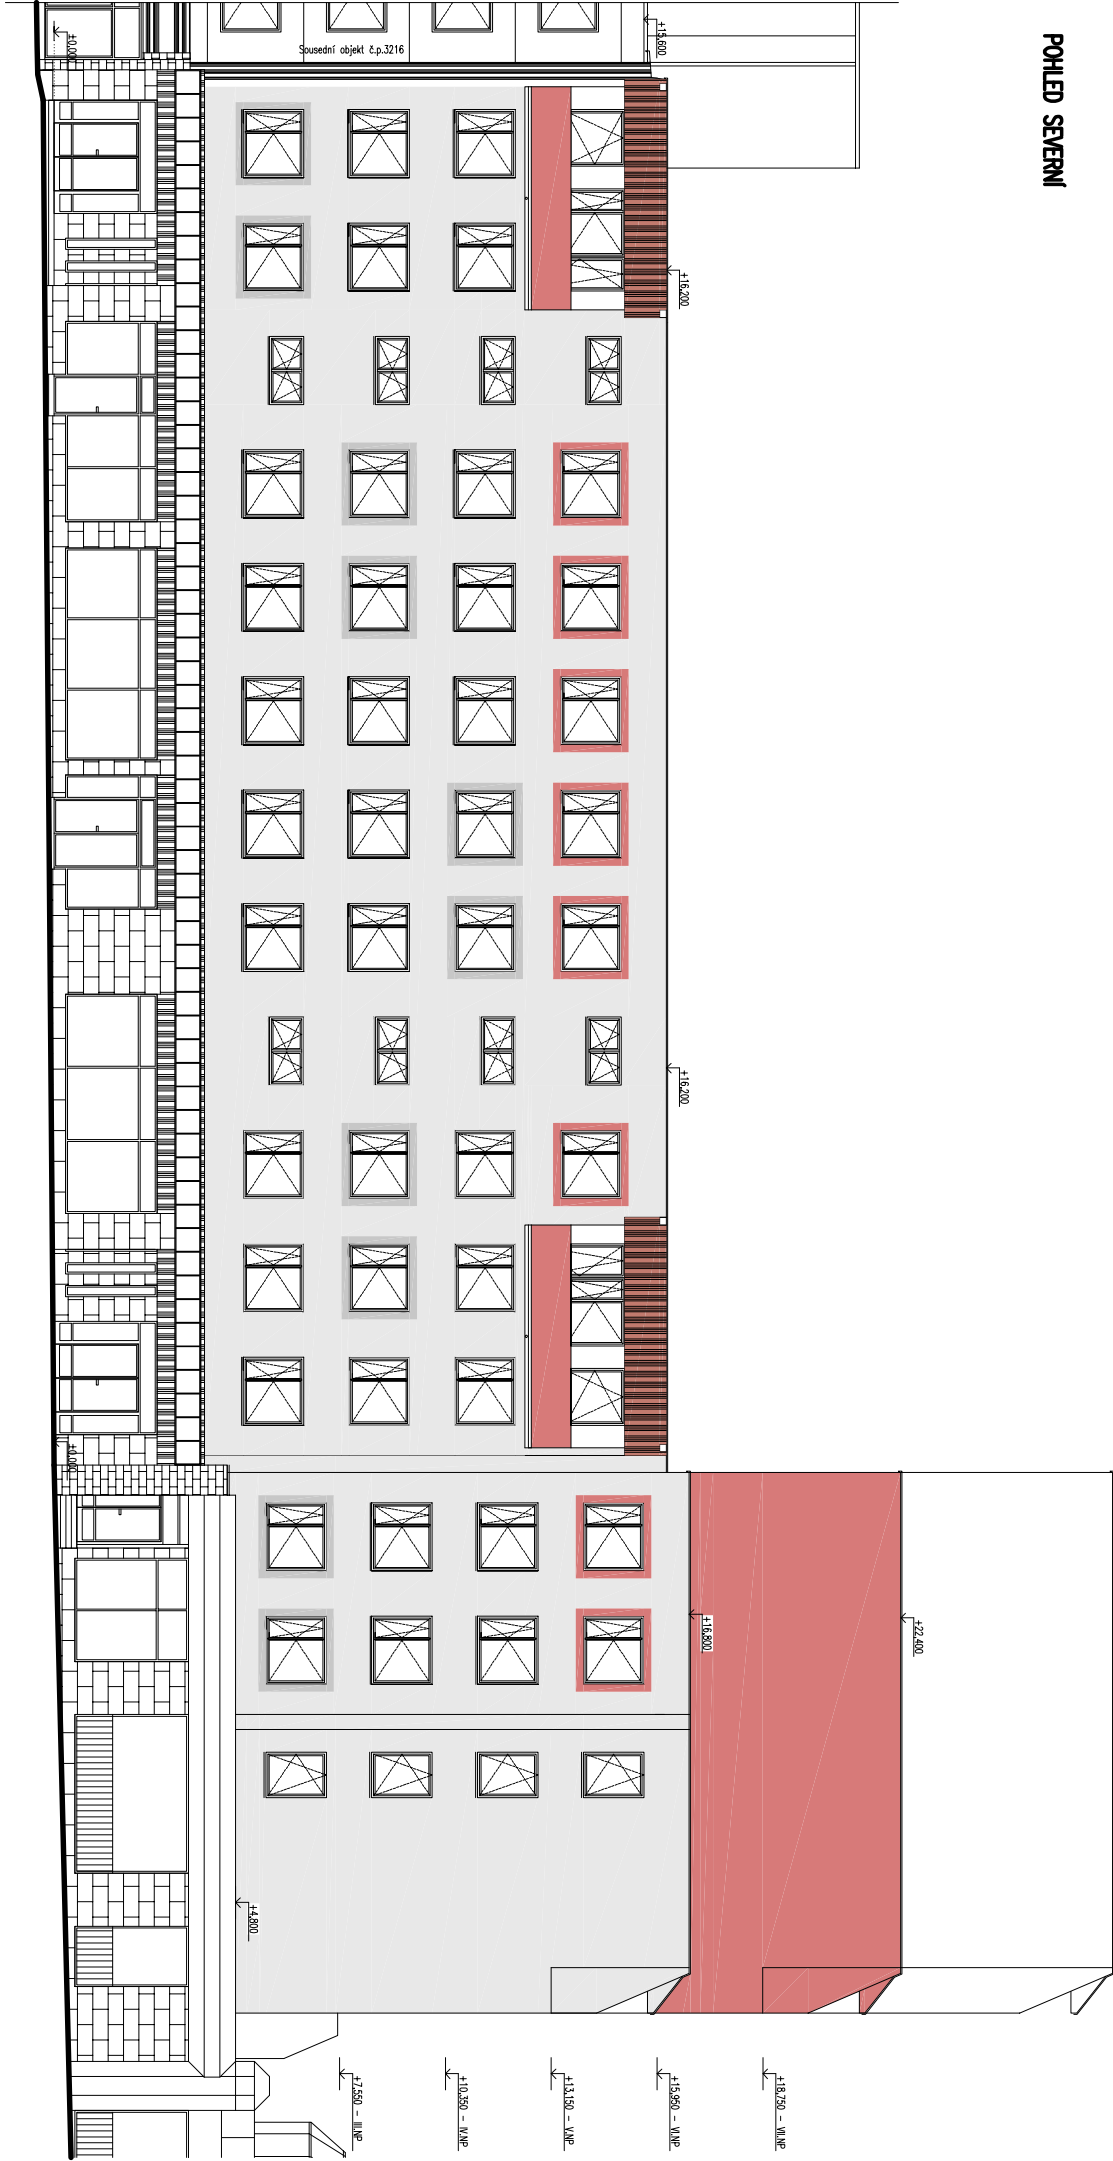 POHLED SEVERNÍ
Sousední objekt č.p.3216
+0,000
+15,600
+16,200
+16,200
+0,000
+16,800
+22,400
+4,800
+7,550 - III.NP
+10,350 - IV.NP
+13,150 - V.NP
+15,950 - VI.NP
+18,750 - VII.NP